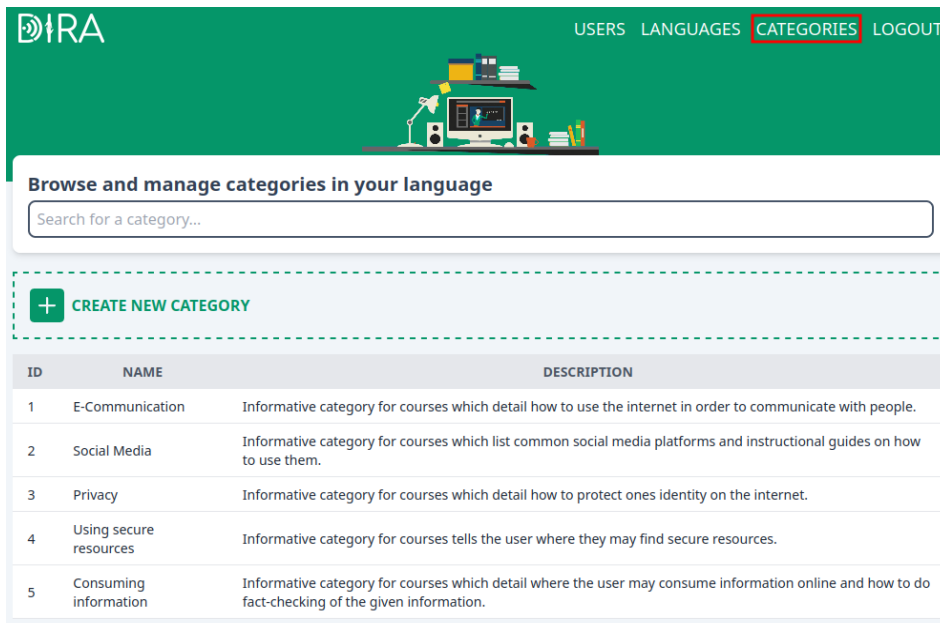 DIRA
USERS LANGUAGES CATEGORIES LOGOUT
Browse and manage categories in your language
Search for a category...
+ CREATE NEW CATEGORY
ID NAME DESCRIPTION
1 E-Communication Informative category for courses which detail how to use the internet in order to communicate with people.
2 Social Media Informative category for courses which list common social media platforms and instructional guides on how
to use them.
3 Privacy Informative category for courses which detail how to protect ones identity on the internet.
4 Using secure
resources Informative category for courses tells the user where they may find secure resources.
5 Consuming
information Informative category for courses which detail where the user may consume information online and how to do
fact-checking of the given information.